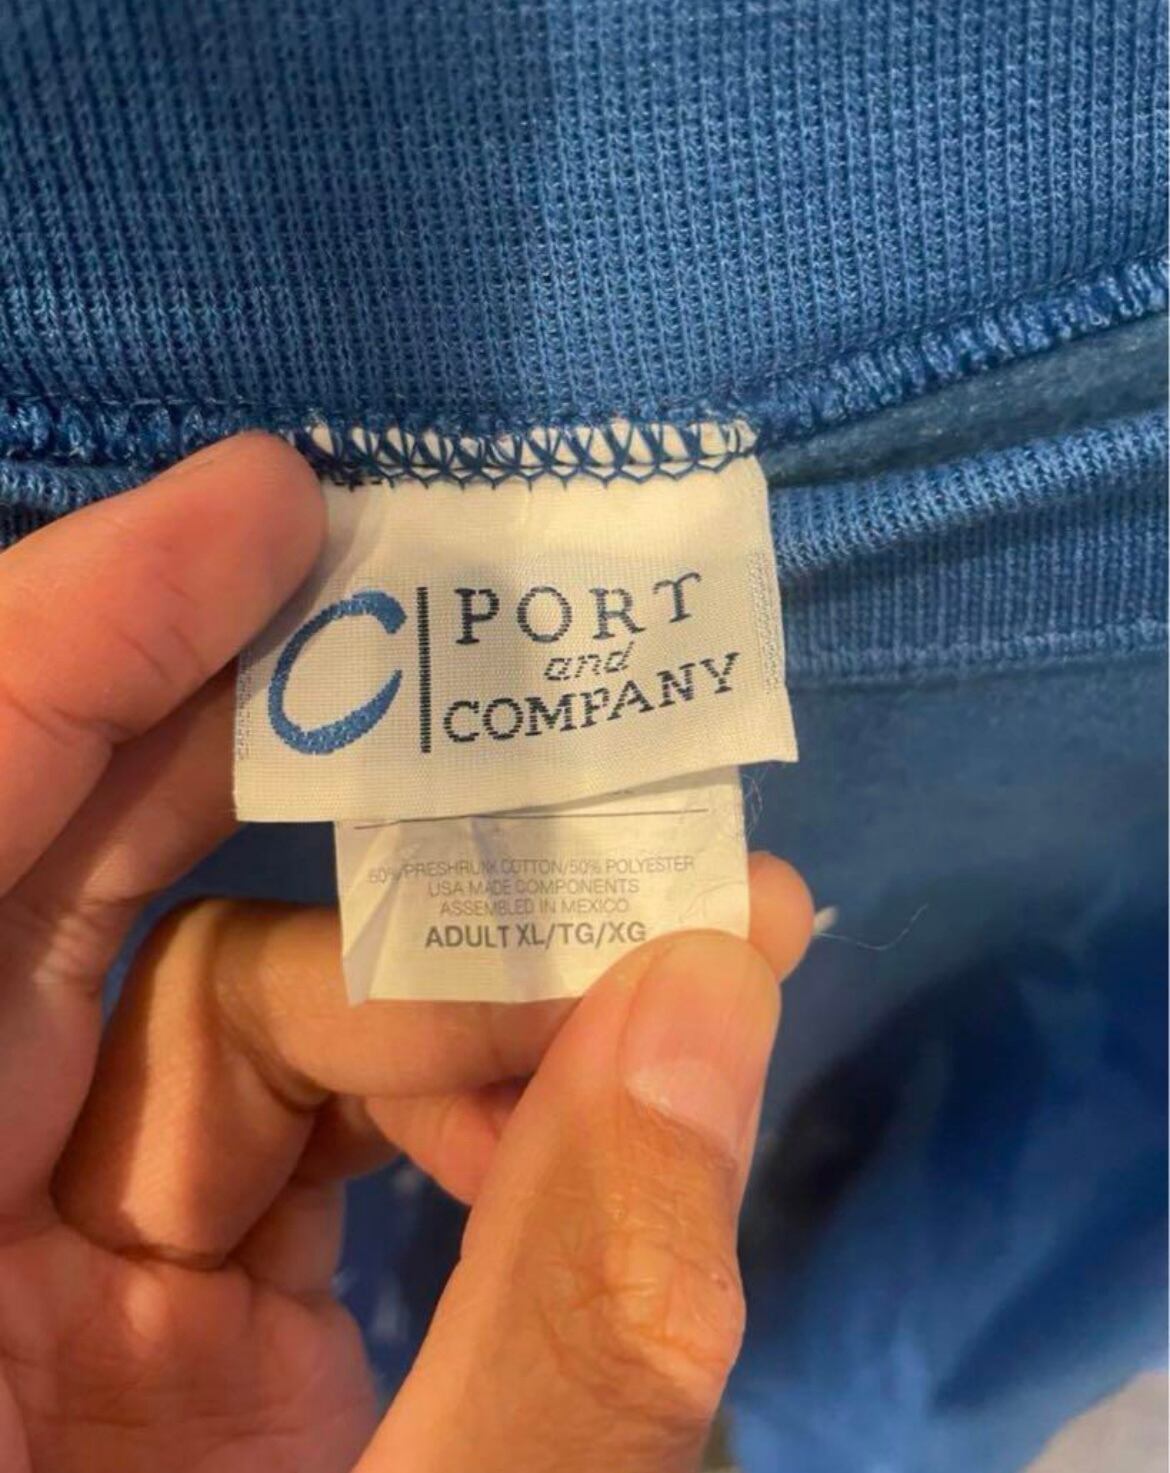 C PORT
and
COMPANY
50% PRESHRUNK COTTON/50% POLYESTER
USA MADE COMPONENTS
ASSEMBLED IN MEXICO
ADULT XL/TG/XG